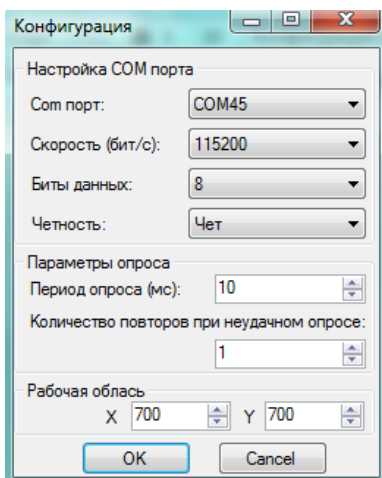 Конфигурация
Настройка COM порта
Com порт: COM45
Скорость (бит/с): 115200
Биты данных: 8
Четность: Чет
Параметры опроса
Период опроса (мс): 10
Количество повторов при неудачном опросе:
1
Рабочая обласъ
X 700 Y 700
OK Cancel